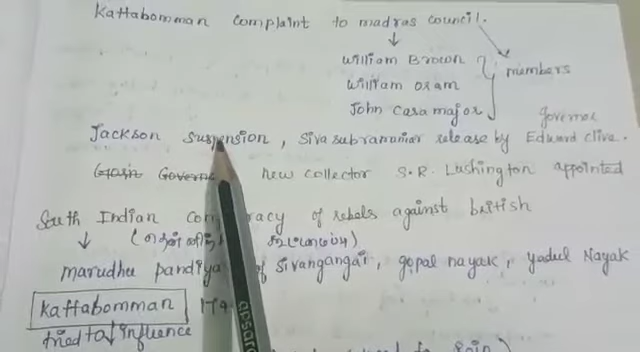 Kattabomman Complaint to madras council.
William Brown
William oram members
John Casamajor
governor
Jackson suspension, Sivasubramaniar release by Edward clive.
new collector S.R. Lushington appointed
South Indian of rebels against british
marudhu pandiya of Sivangangai, gopal nayak, yadul Nayak
Kattabomman
tried to influence
apsara